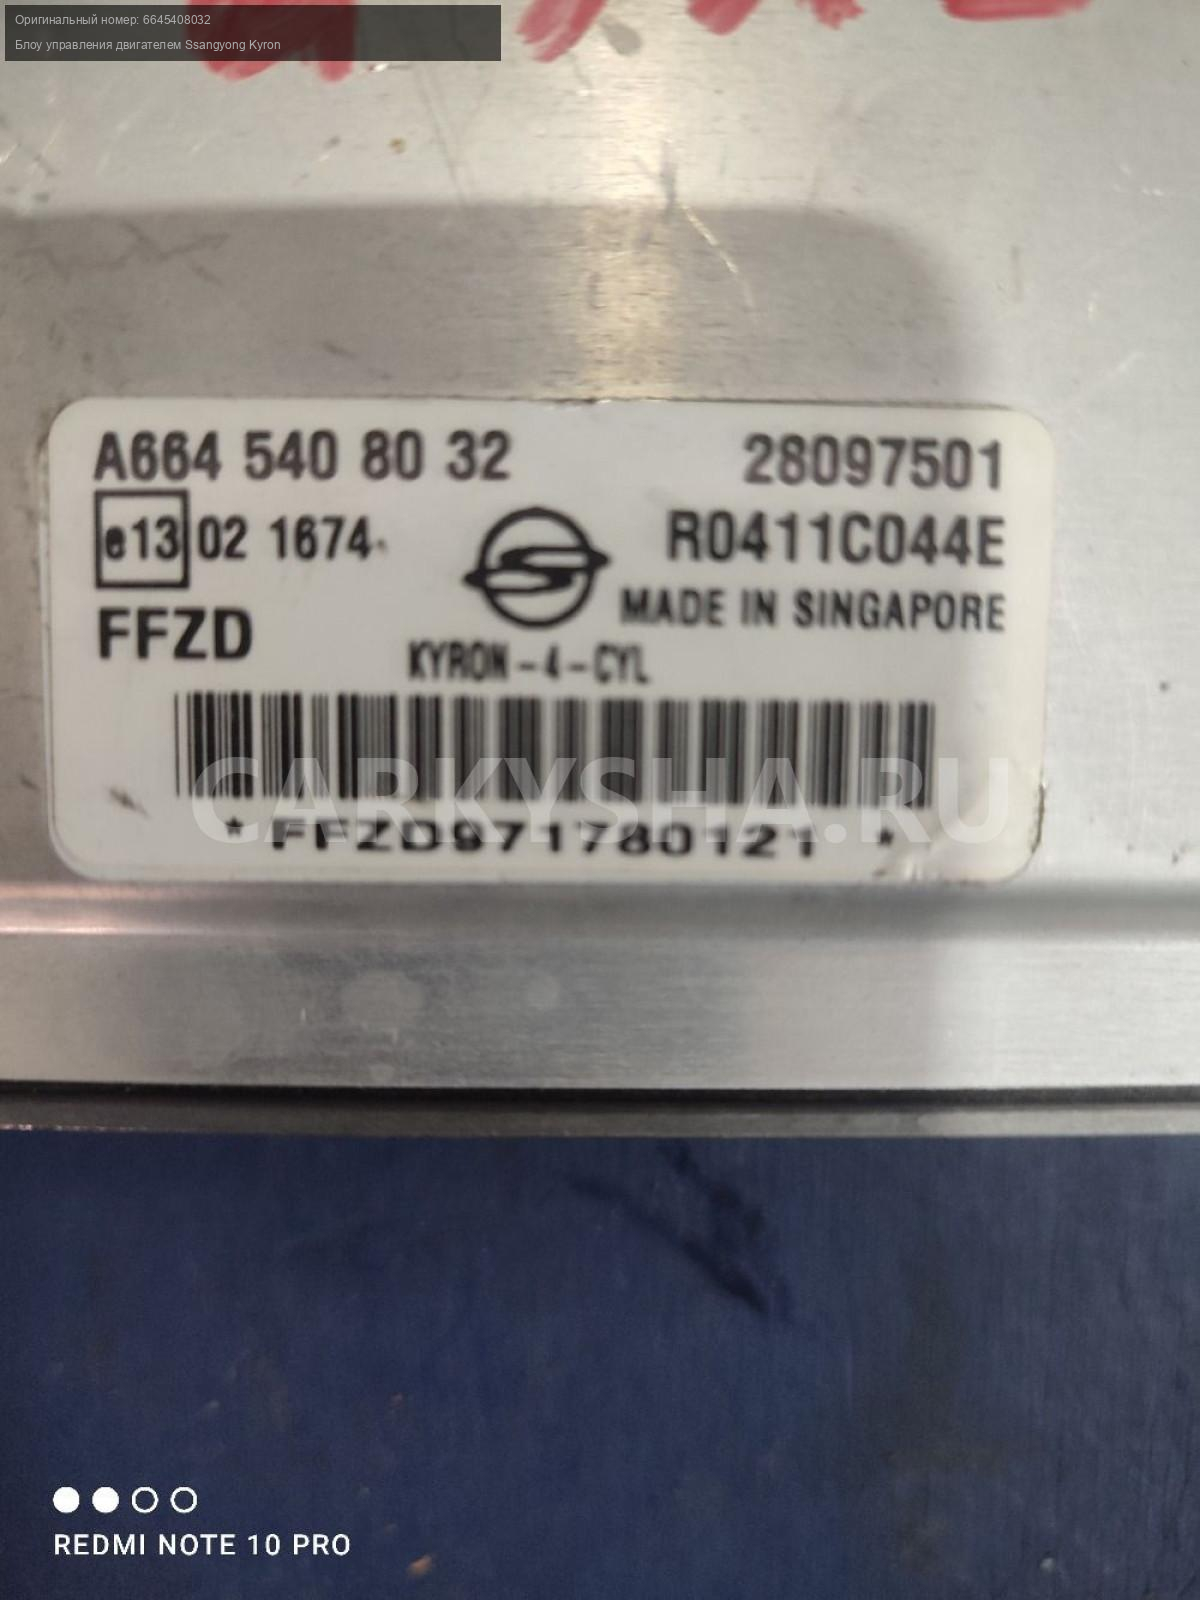 Оригинальный номер: 6645408032
Блоу управления двигателем Ssangyong Kyron
A664 540 80 32 28097501
e13 02 1674 R0411C044E
MADE IN SINGAPORE
FFZD
KYRON-4-CYL
CARKYSHA.RU
* FFZD971780121 *
REDMI NOTE 10 PRO